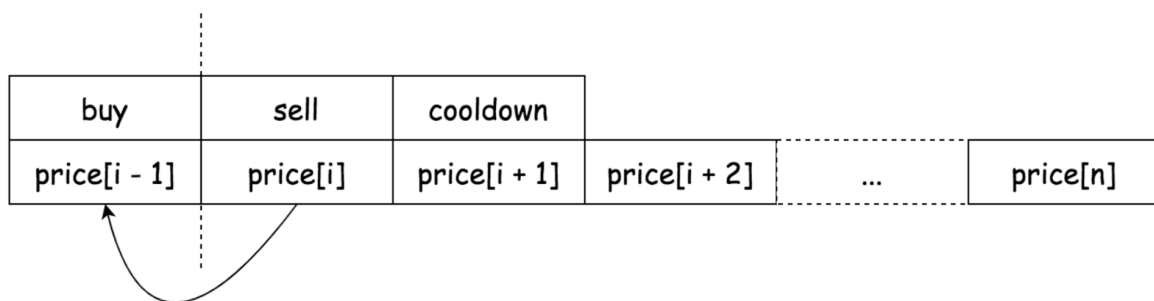 buy sell cooldown
price[i - 1] price[i] price[i + 1] price[i + 2] ... price[n]